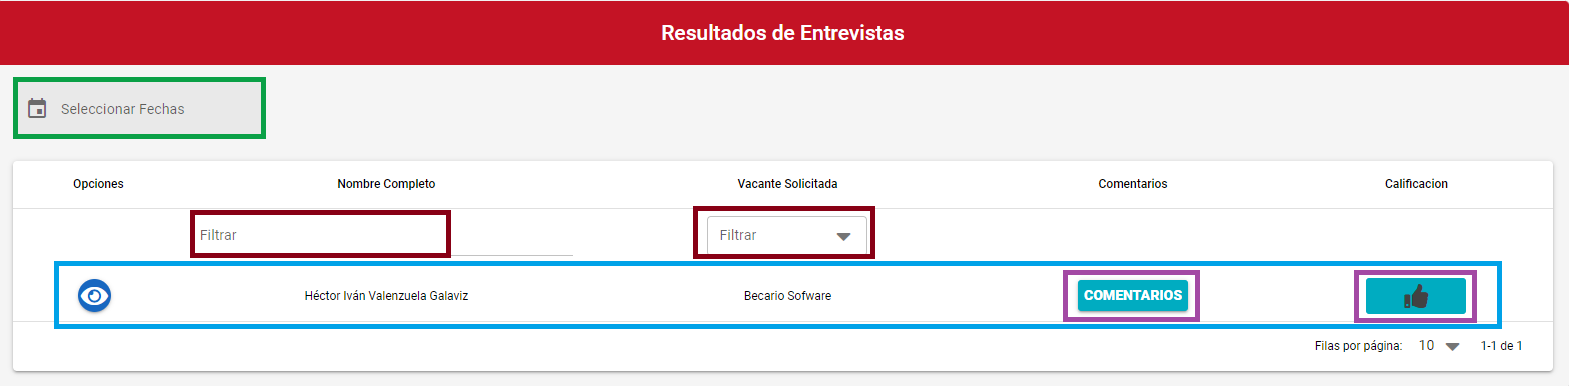 Resultados de Entrevistas
Seleccionar Fechas
Opciones Nombre Completo Vacante Solicitada Comentarios Calificacion
Filtrar Filtrar
Héctor Iván Valenzuela Galaviz Becario Sofware COMENTARIOS
Filas por página: 10 1-1 de 1